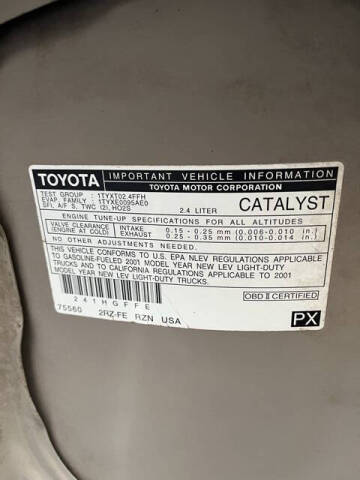 TOYOTA IMPORTANT VEHICLE INFORMATION
TOYOTA MOTOR CORPORATION
TEST GROUP : 1TYXT02.4FFH
EVAP. FAMILY : 1TYXE0095AE0
SFI, A/F S, TWC (2), HO2S
2.4 LITER
CATALYST
ENGINE TUNE-UP SPECIFICATIONS FOR ALL ALTITUDES
VALVE CLEARANCE (ENGINE AT COLD) INTAKE 0.15 - 0.25 mm (0.006-0.010 in.)
EXHAUST 0.25 - 0.35 mm (0.010-0.014 in.)
NO OTHER ADJUSTMENTS NEEDED.
THIS VEHICLE CONFORMS TO U.S. EPA NLEV REGULATIONS APPLICABLE
TO GASOLINE-FUELED 2001 MODEL YEAR NEW LEV LIGHT-DUTY
TRUCKS AND TO CALIFORNIA REGULATIONS APPLICABLE TO 2001
MODEL YEAR NEW LEV LIGHT-DUTY TRUCKS.
OBD II CERTIFIED
241HGFFE
75560 2RZ-FE RZN USA
PX